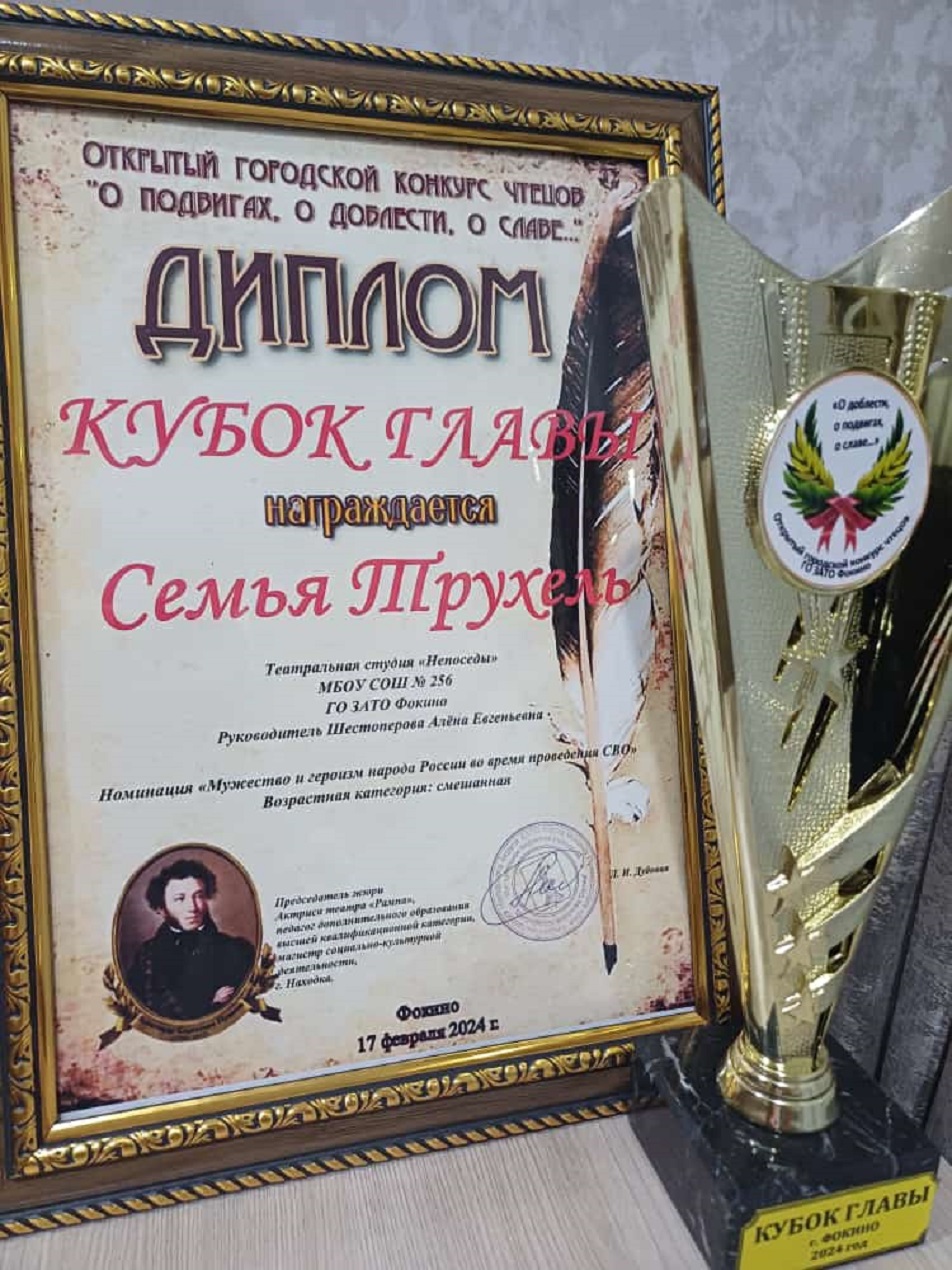 ОТКРЫТЫЙ ГОРОДСКОЙ КОНКУРС ЧТЕЦОВ
"О ПОДВИГАХ, О ДОБЛЕСТИ, О СЛАВЕ..."
ДИПЛОМ
КУБОК ГЛАВЫ
награждается
Семья Трухель
Театральная студия «Непоседы»
МБОУ СОШ № 256
ГО ЗАТО Фокино
Руководитель Шестоперова Алёна Евгеньевна
Номинация «Мужество и героизм народа России во время проведения СВО»
Возрастная категория: смешанная
Председатель жюри
Актриса театра «Рампа»,
педагог дополнительного образования
высшей квалификационной категории,
магистр социально-культурной
деятельности,
г. Находка,
Фокино
17 февраля 2024 г.
«О доблести,
о подвигах,
о славе...»
Открытый городской конкурс чтецов
ГО ЗАТО Фокино
КУБОК ГЛАВЫ
г. ФОКИНО
2024 год